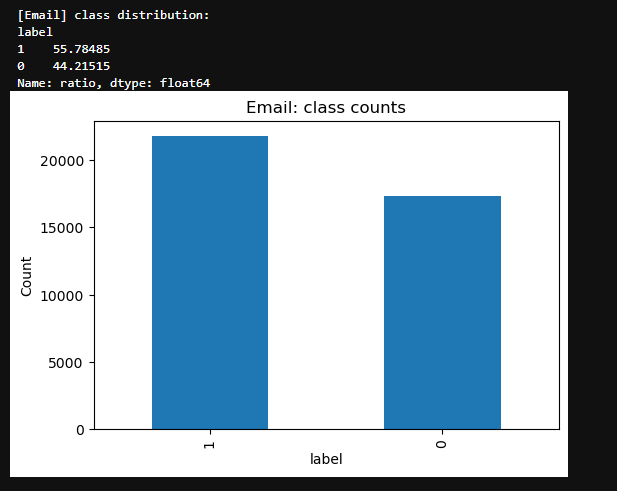 [Email] class distribution:
label
1    55.78485
0    44.21515
Name: ratio, dtype: float64
Email: class counts
20000
15000
10000
5000
0
Count
1 0
label